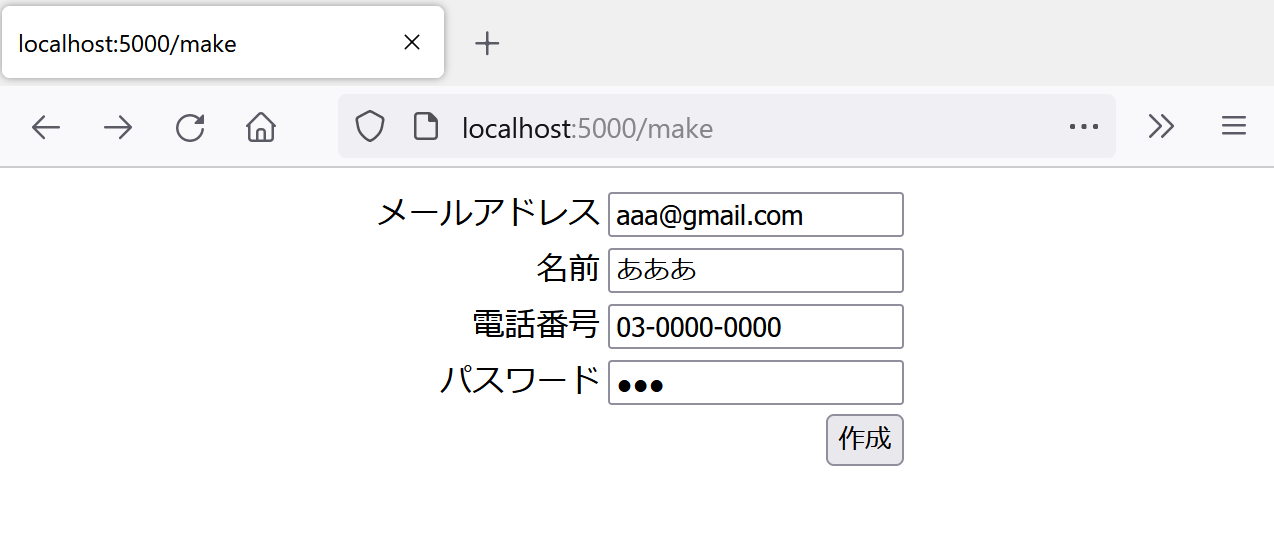 localhost:5000/make
localhost:5000/make
メールアドレス aaa@gmail.com
名前 あああ
電話番号 03-0000-0000
パスワード ●●●
作成